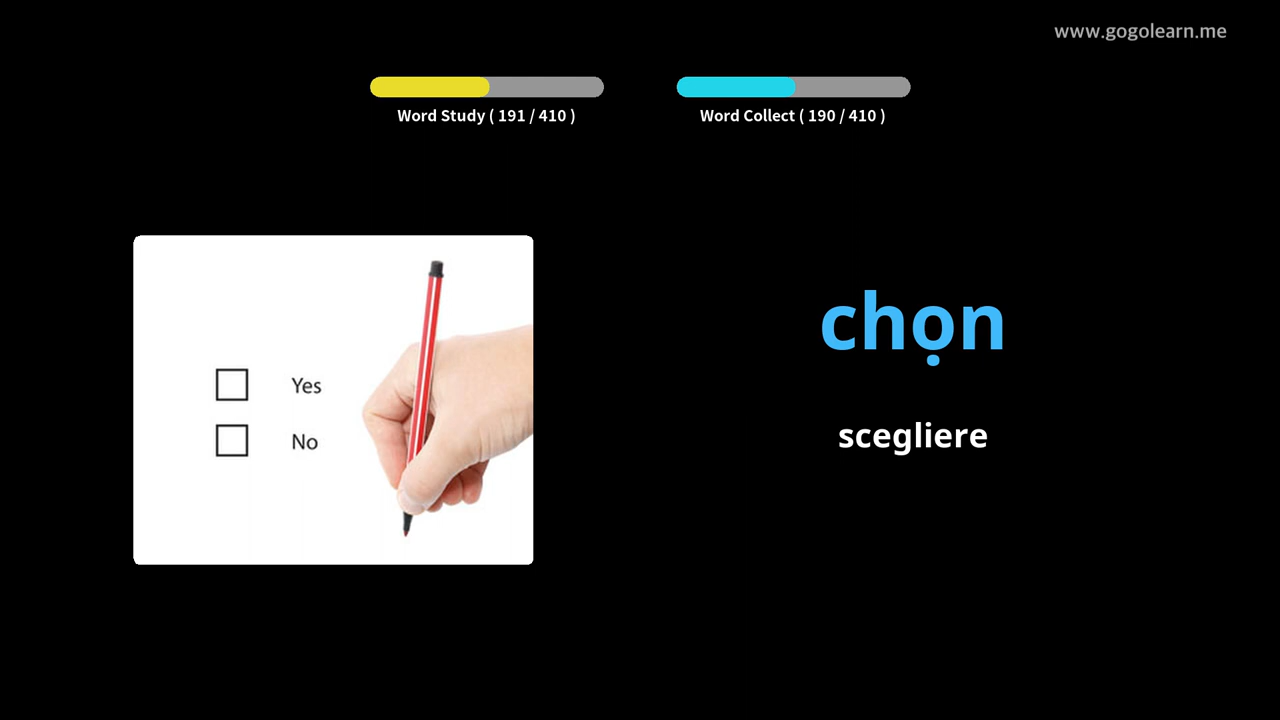 www.gogolearn.me
Word Study ( 191 / 410 )
Word Collect ( 190 / 410 )
Yes
No
chọn
scegliere